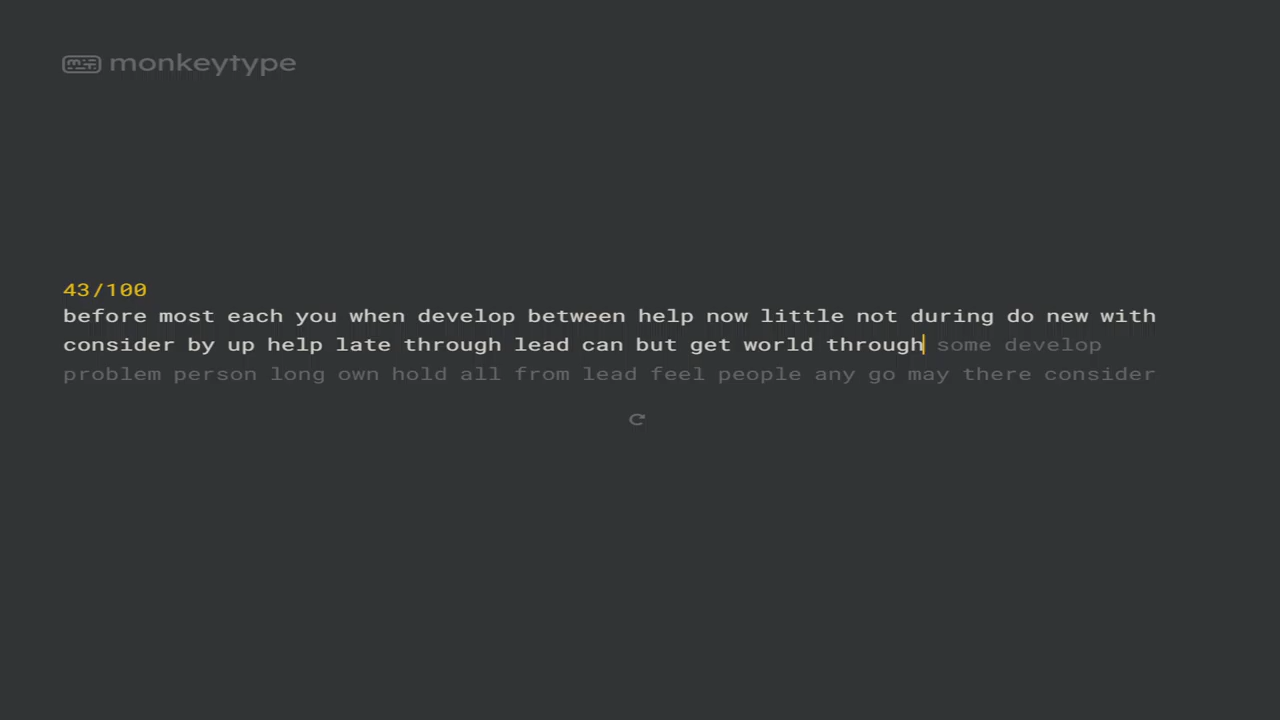 monkeytype
43/100
before most each you when develop between help now little not during do new with
consider by up help late through lead can but get world through some develop
problem person long own hold all from lead feel people any go may there consider